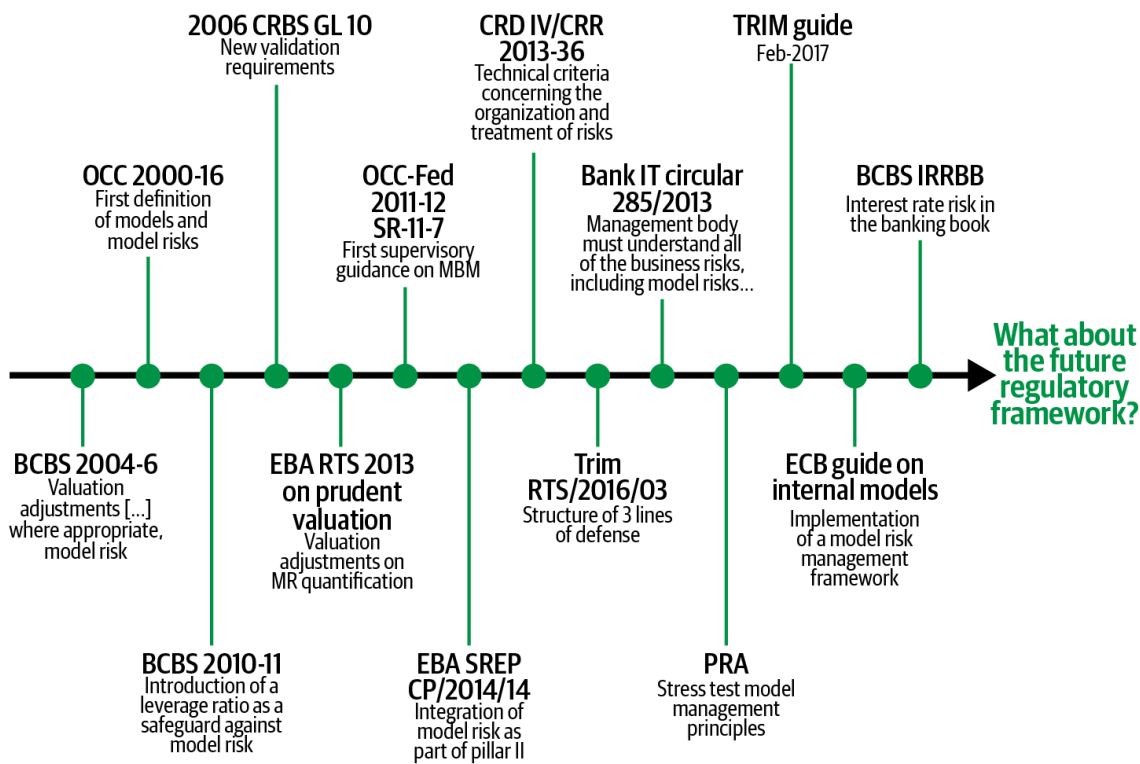 2006 CRBS GL 10
New validation
requirements
CRD IV/CRR
2013-36
Technical criteria
concerning the
organization and
treatment of risks
TRIM guide
Feb-2017
OCC 2000-16
First definition
of models and
model risks
OCC-Fed
2011-12
SR-11-7
First supervisory
guidance on MBM
Bank IT circular
285/2013
Management body
must understand all
of the business risks,
including model risks...
BCBS IRRBB
Interest rate risk in
the banking book
What about
the future
regulatory
framework?
BCBS 2004-6
Valuation
adjustments [...]
where appropriate,
model risk
EBA RTS 2013
on prudent
valuation
Valuation
adjustments on
MR quantification
Trim
RTS/2016/03
Structure of 3 lines
of defense
ECB guide on
internal models
Implementation
of a model risk
management
framework
BCBS 2010-11
Introduction of a
leverage ratio as a
safeguard against
model risk
EBA SREP
CP/2014/14
Integration of
model risk as
part of pillar II
PRA
Stress test model
management
principles